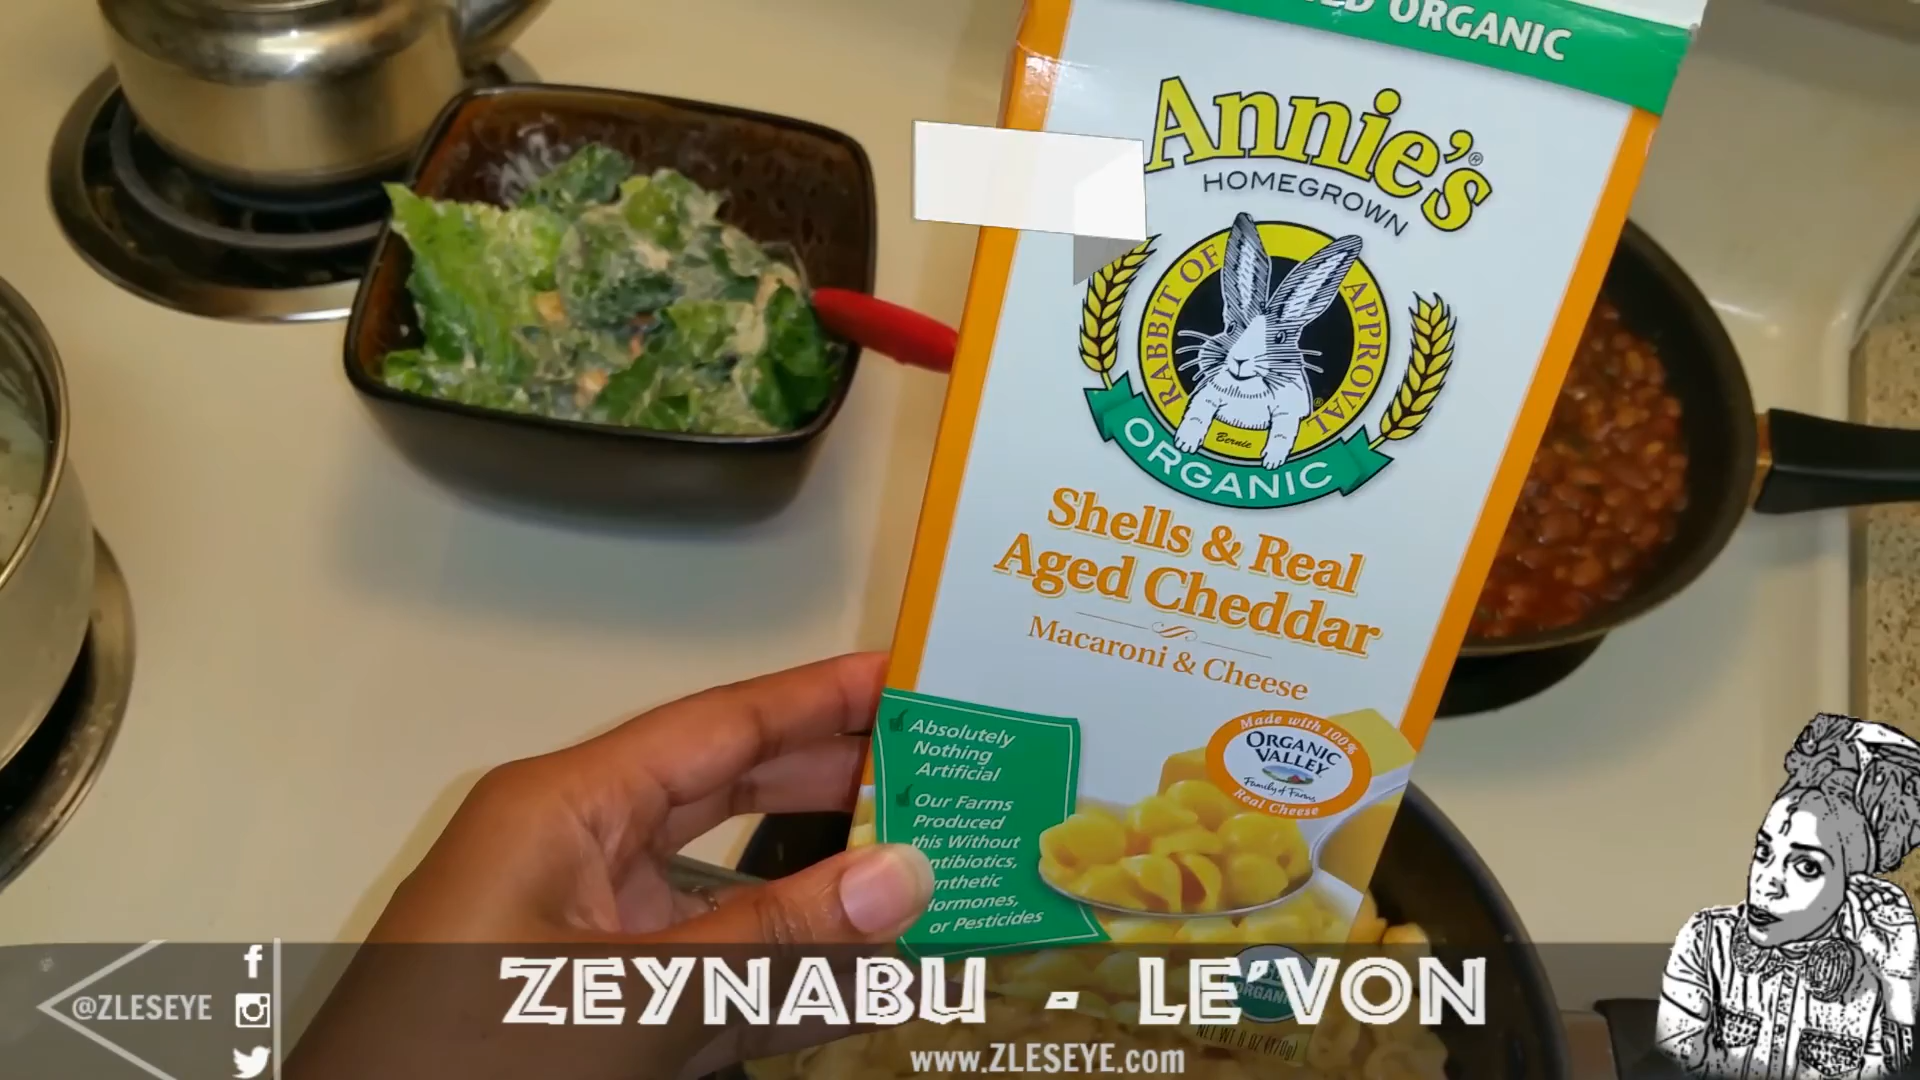 ORGANIC
Annie's
HOMEGROWN
RABBIT OF APPROVAL
Bernie
ORGANIC
Shells & Real
Aged Cheddar
Macaroni & Cheese
Absolutely
Nothing
Artificial
Our Farms
Produced
this Without
ntibiotics,
nthetic
ormones,
or Pesticides
Made with 100%
ORGANIC
VALLEY
Family of Farms
Real Cheese
ORGANIC
NET WT 6 OZ (170g)
@ZLESEYE
ZEYNABU - LE'VON
www.ZLESEYE.com